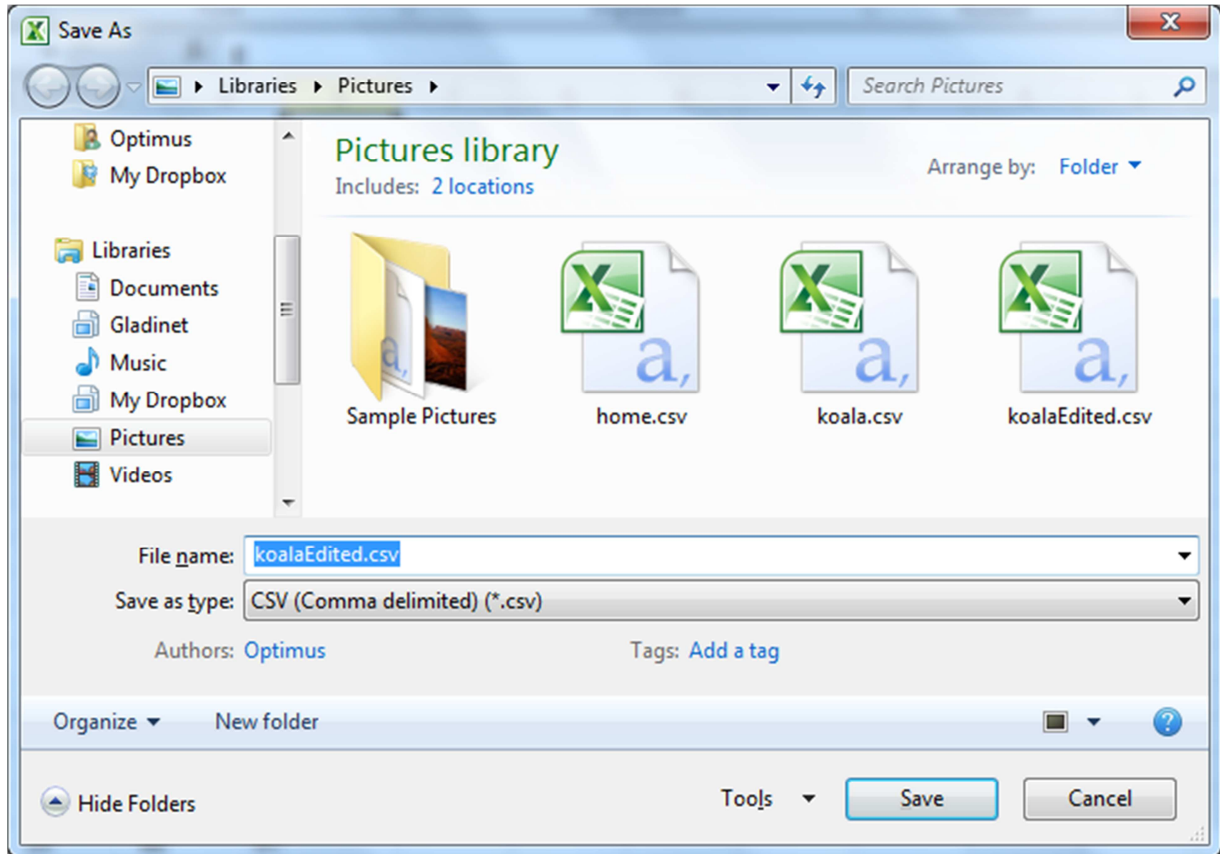 Save As
Libraries Pictures
Search Pictures
Optimus
My Dropbox
Libraries
Documents
Gladinet
Music
My Dropbox
Pictures
Videos
Pictures library
Includes: 2 locations
Arrange by: Folder
Sample Pictures
home.csv
koala.csv
koalaEdited.csv
File name: koalaEdited.csv
Save as type: CSV (Comma delimited) (*.csv)
Authors: Optimus
Tags: Add a tag
Organize
New folder
Hide Folders
Tools
Save
Cancel